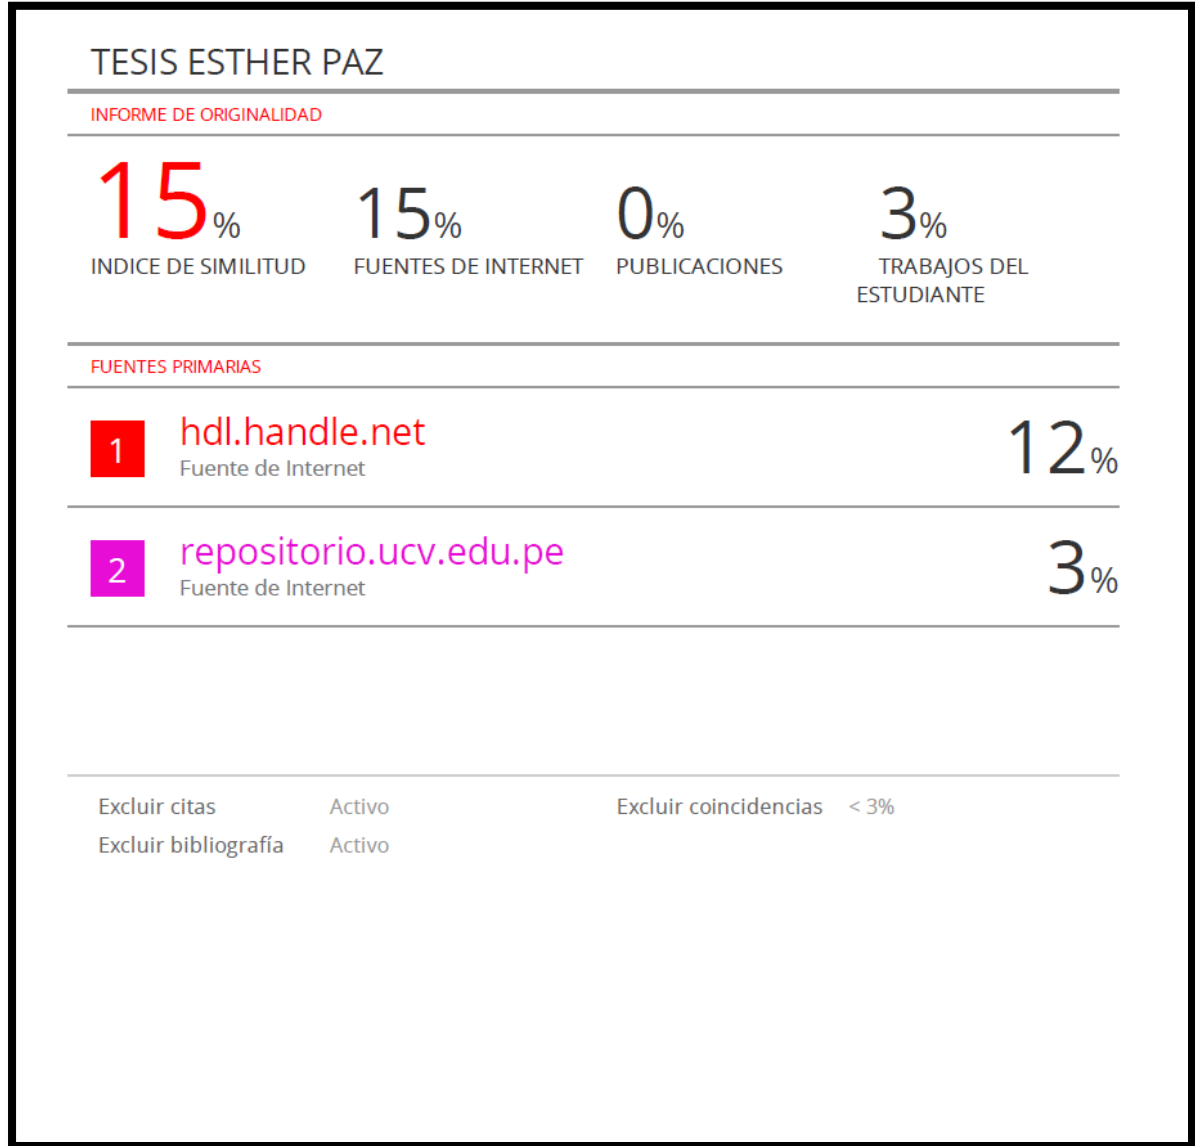 TESIS ESTHER PAZ
INFORME DE ORIGINALIDAD
15% 15% 0% 3%
INDICE DE SIMILITUD FUENTES DE INTERNET PUBLICACIONES TRABAJOS DEL
ESTUDIANTE
FUENTES PRIMARIAS
1 hdl.handle.net 12%
Fuente de Internet
2 repositorio.ucv.edu.pe 3%
Fuente de Internet
Excluir citas Activo Excluir coincidencias < 3%
Excluir bibliografía Activo